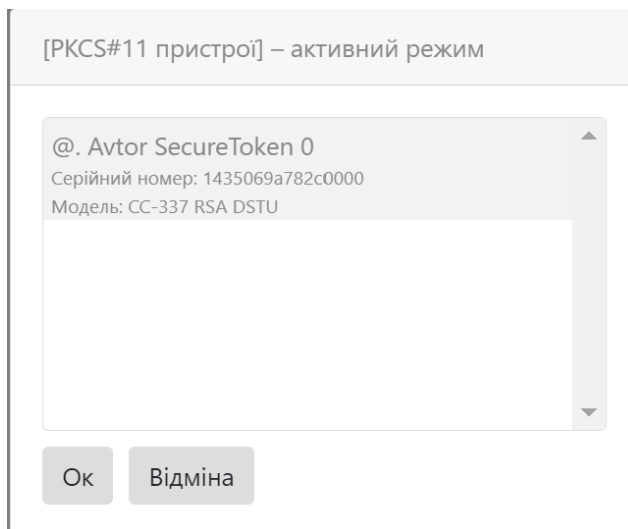 [PKCS#11 пристрої] – активний режим
@. Avtor SecureToken 0
Серійний номер: 1435069a782c0000
Модель: CC-337 RSA DSTU
Ок
Відміна